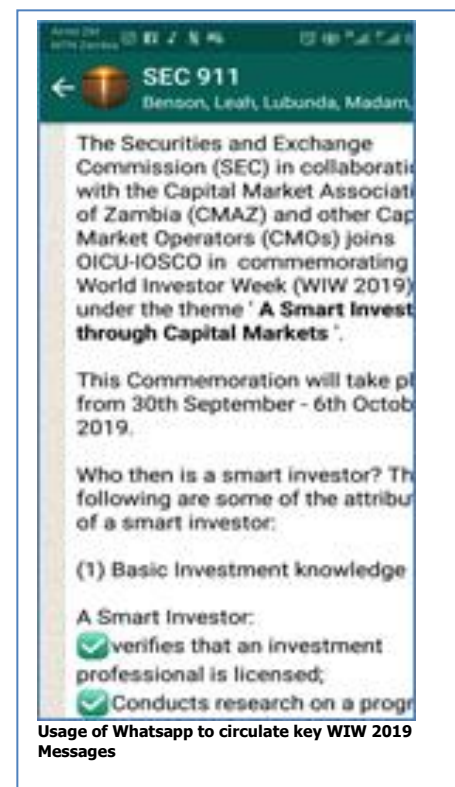 MTN Zambia
SEC 911
Benson, Leah, Lubunda, Madam,
The Securities and Exchange
Commission (SEC) in collaborati
with the Capital Market Associati
of Zambia (CMAZ) and other Cap
Market Operators (CMOs) joins
OICU-IOSCO in commemorating
World Investor Week (WIW 2019)
under the theme ' A Smart Invest
through Capital Markets '.
This Commemoration will take pl
from 30th September - 6th Octob
2019.
Who then is a smart investor? Th
following are some of the attribu
of a smart investor:
(1) Basic Investment knowledge
A Smart Investor:
verifies that an investment
professional is licensed;
Conducts research on a progr
Usage of Whatsapp to circulate key WIW 2019
Messages